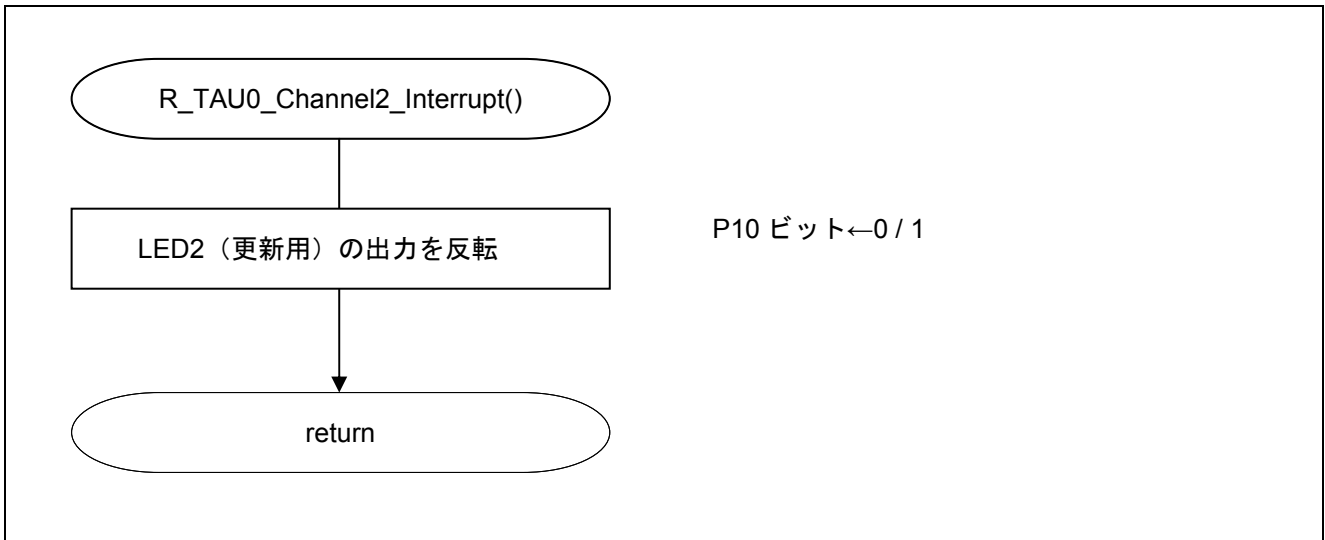 R_TAU0_Channel2_Interrupt()
LED2（更新用）の出力を反転
P10 ビット←0 / 1
return